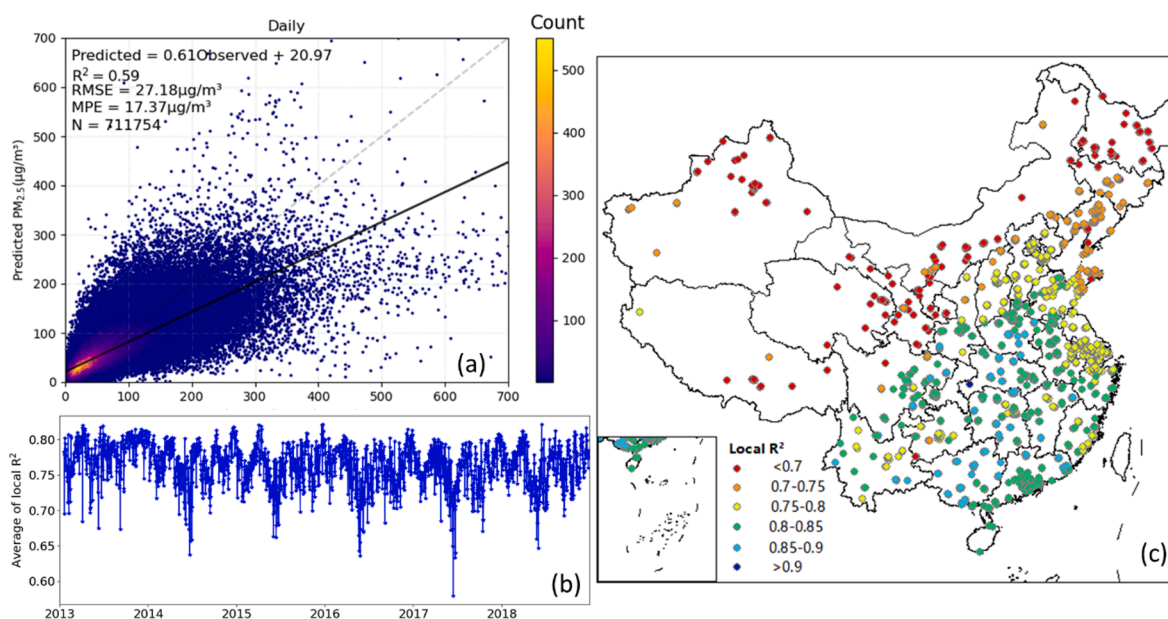 Daily
Count
Predicted PM2.5(μg/m³)
700
600
500
400
300
200
100
0
Predicted = 0.61Observed + 20.97
R² = 0.59
RMSE = 27.18μg/m³
MPE = 17.37μg/m³
N = 711754
(a)
0 100 200 300 400 500 600 700
500
400
300
200
100
Average of local R²
0.80
0.75
0.70
0.65
0.60
(b)
2013 2014 2015 2016 2017 2018
Local R²
<0.7
0.7-0.75
0.75-0.8
0.8-0.85
0.85-0.9
>0.9
(c)